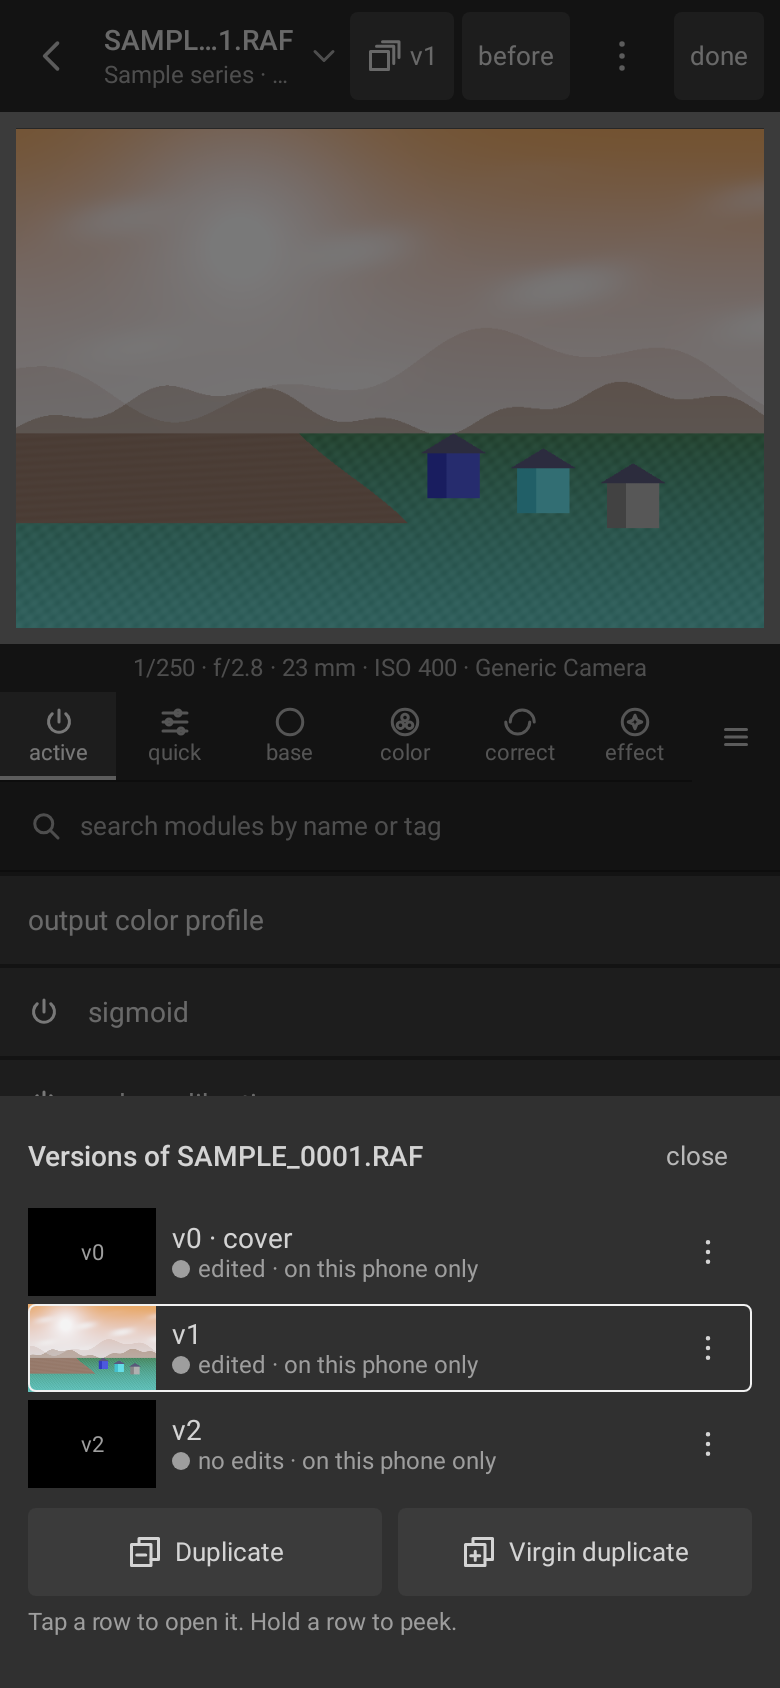 SAMPL…1.RAF
Sample series · …
v1
before
done
1/250 · f/2.8 · 23 mm · ISO 400 · Generic Camera
active
quick
base
color
correct
effect
search modules by name or tag
output color profile
sigmoid
Versions of SAMPLE_0001.RAF
close
v0
v0 · cover
edited · on this phone only
v1
edited · on this phone only
v2
v2
no edits · on this phone only
Duplicate
Virgin duplicate
Tap a row to open it. Hold a row to peek.